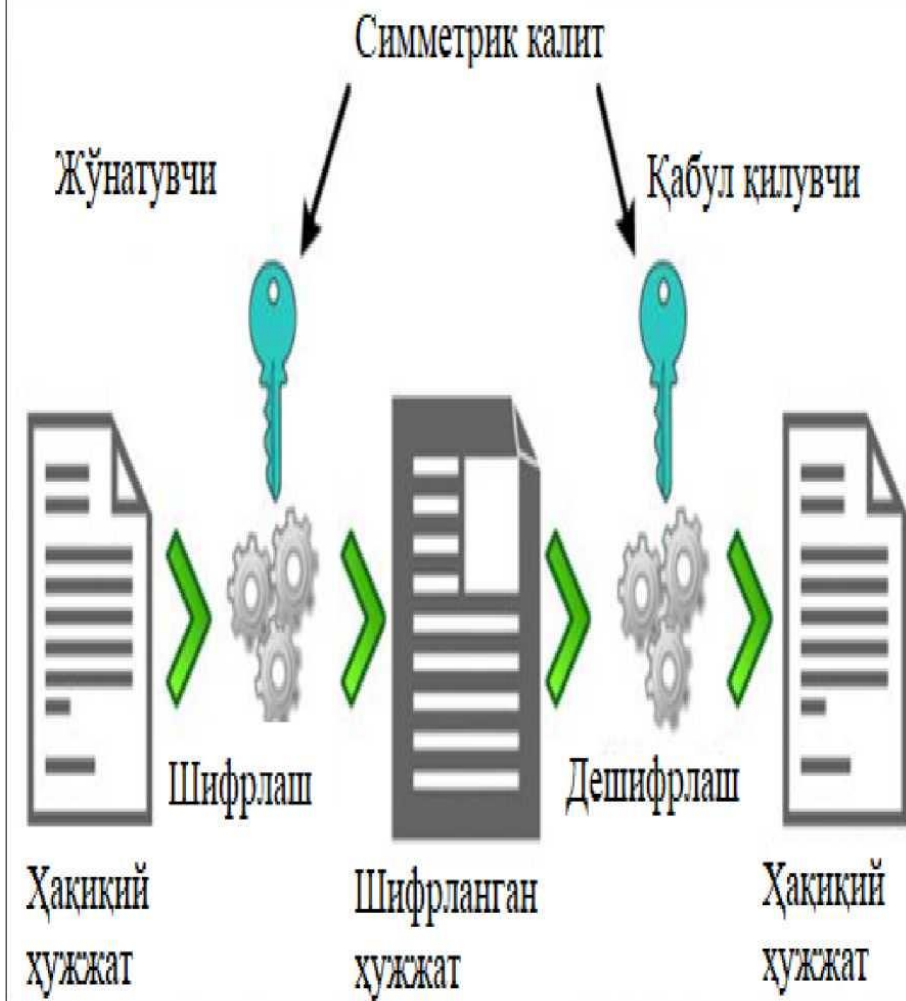 Симметрик калит
Жўнатувчи
Қабул қилувчи
Шифрлаш
Дешифрлаш
Ҳақиқий
ҳужжат
Шифрланган
ҳужжат
Ҳақиқий
ҳужжат